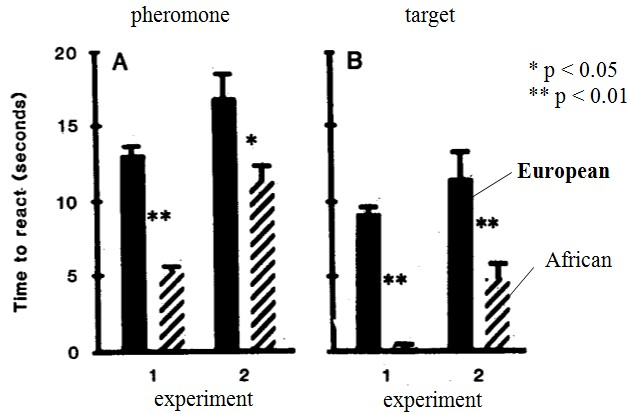 pheromone
target
A
B
Time to react (seconds)
20
15
10
5
0
**
*
**
**
* p < 0.05
** p < 0.01
European
African
1
2
1
2
experiment
experiment